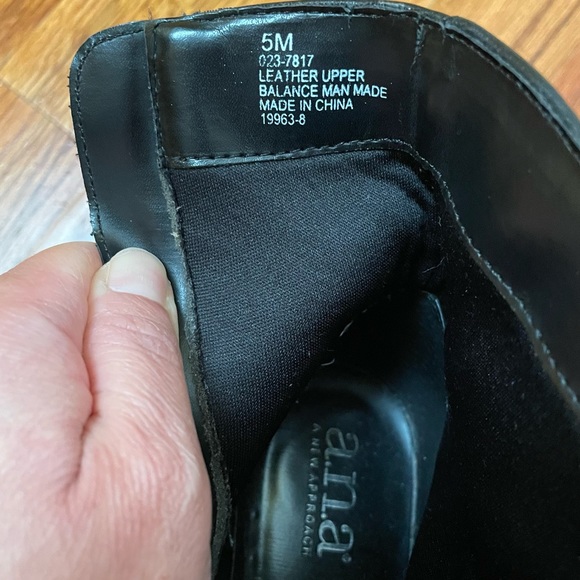 5M
023-7817
LEATHER UPPER
BALANCE MAN MADE
MADE IN CHINA
19963-8
a.n.a®
A NEW APPROACH